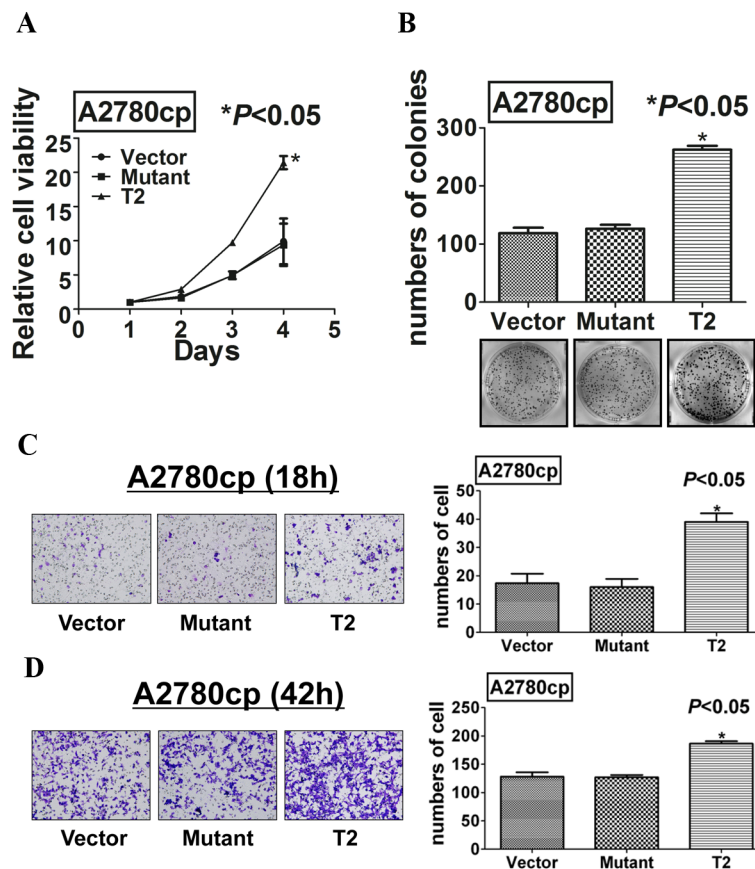 A
A2780cp
*P<0.05
Relative cell viability
25
20
15
10
5
0
Vector
Mutant
T2
*
0 1 2 3 4 5
Days
B
A2780cp
*P<0.05
numbers of colonies
300
200
100
0
*
Vector Mutant T2
C
A2780cp (18h)
Vector Mutant T2
A2780cp
P<0.05
numbers of cell
50
40
30
20
10
0
*
Vector Mutant T2
D
A2780cp (42h)
Vector Mutant T2
A2780cp
P<0.05
numbers of cell
250
200
150
100
50
0
*
Vector Mutant T2